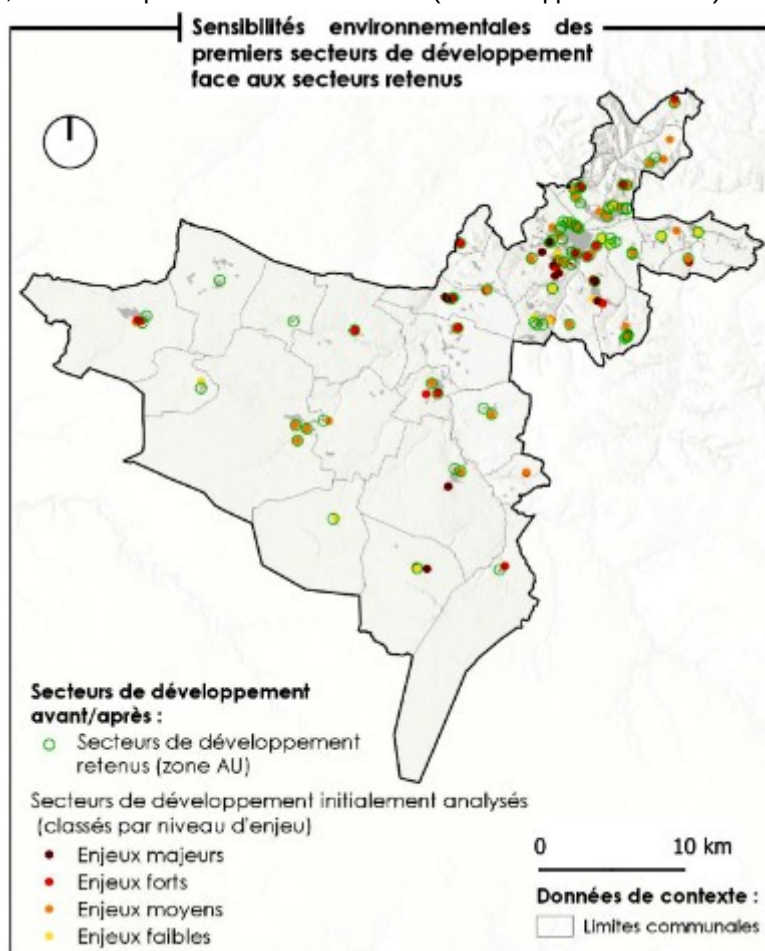 Sensibilités environnementales des
premiers secteurs de développement
face aux secteurs retenus
Secteurs de développement
avant/après :
Secteurs de développement
retenus (zone AU)
Secteurs de développement initialement analysés
(classés par niveau d'enjeu)
Enjeux majeurs
Enjeux forts
Enjeux moyens
Enjeux faibles
0 10 km
Données de contexte :
Limites communales